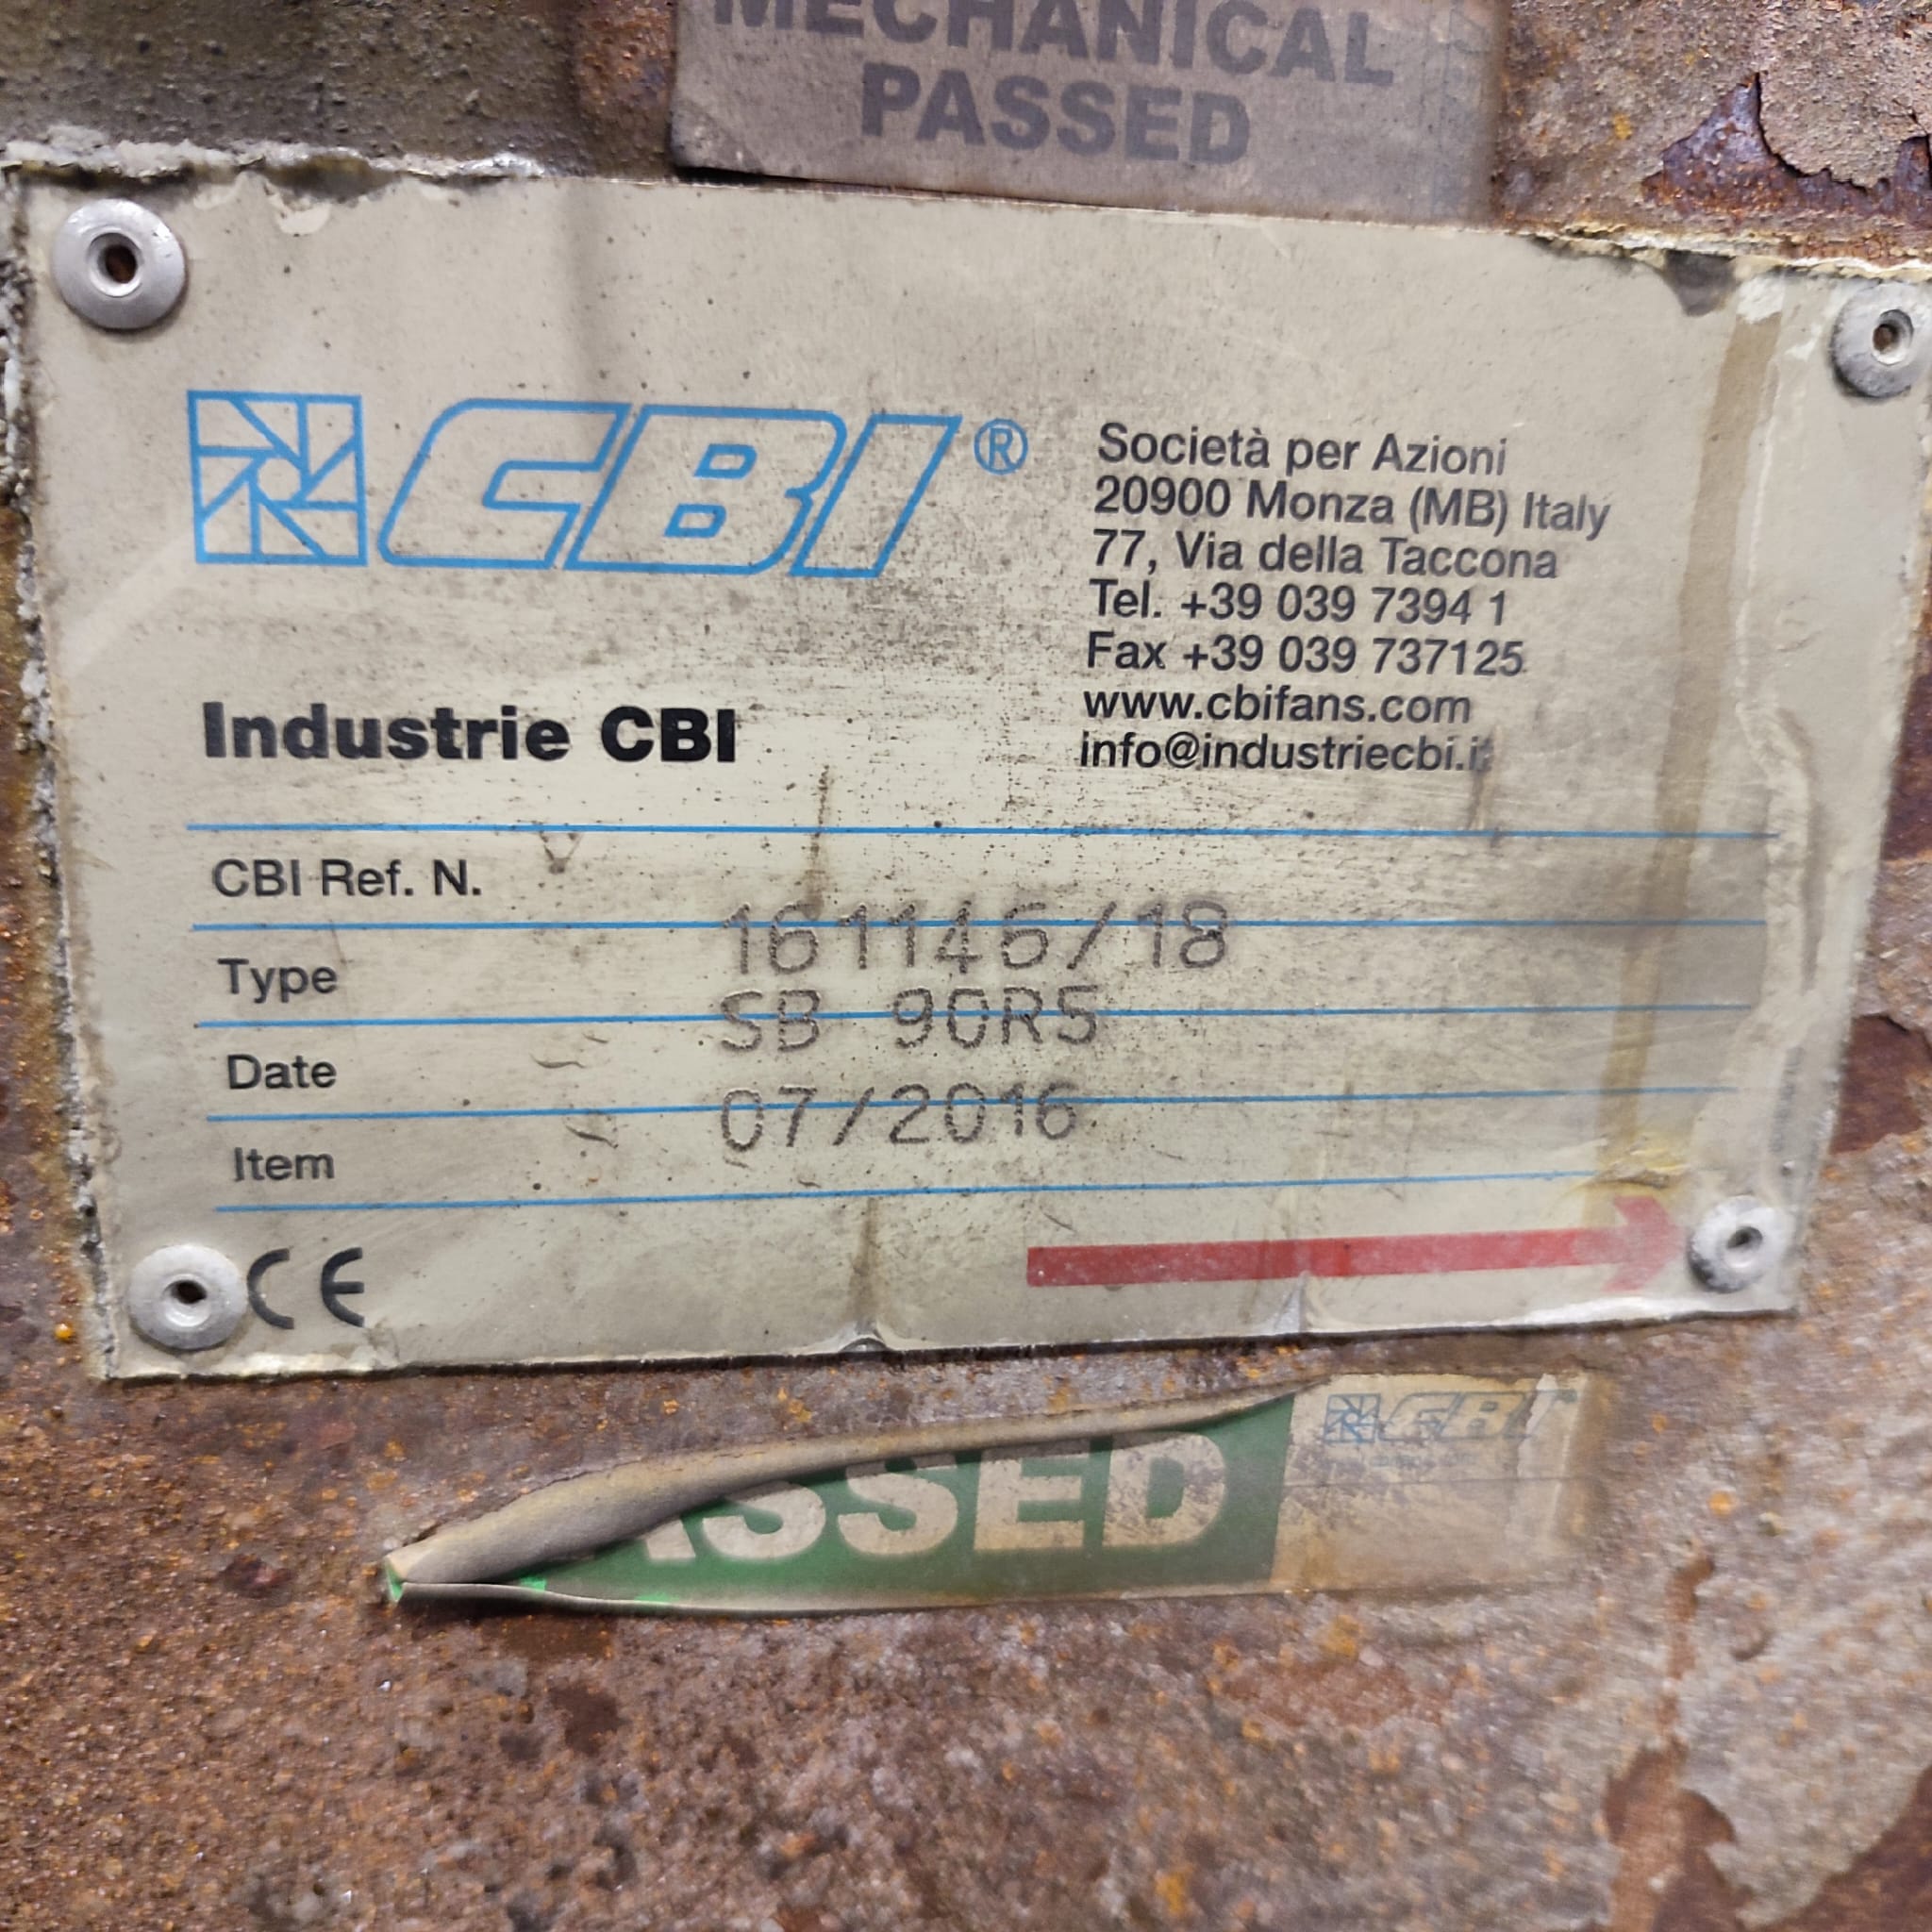 MECHANICAL
PASSED
CBI®
Società per Azioni
20900 Monza (MB) Italy
77, Via della Taccona
Tel. +39 039 7394 1
Fax +39 039 737125
www.cbifans.com
info@industriecbi.it
Industrie CBI
CBI Ref. N. 161146/18
Type SB 90R5
Date 07/2016
Item
CE
ASSED
CBI